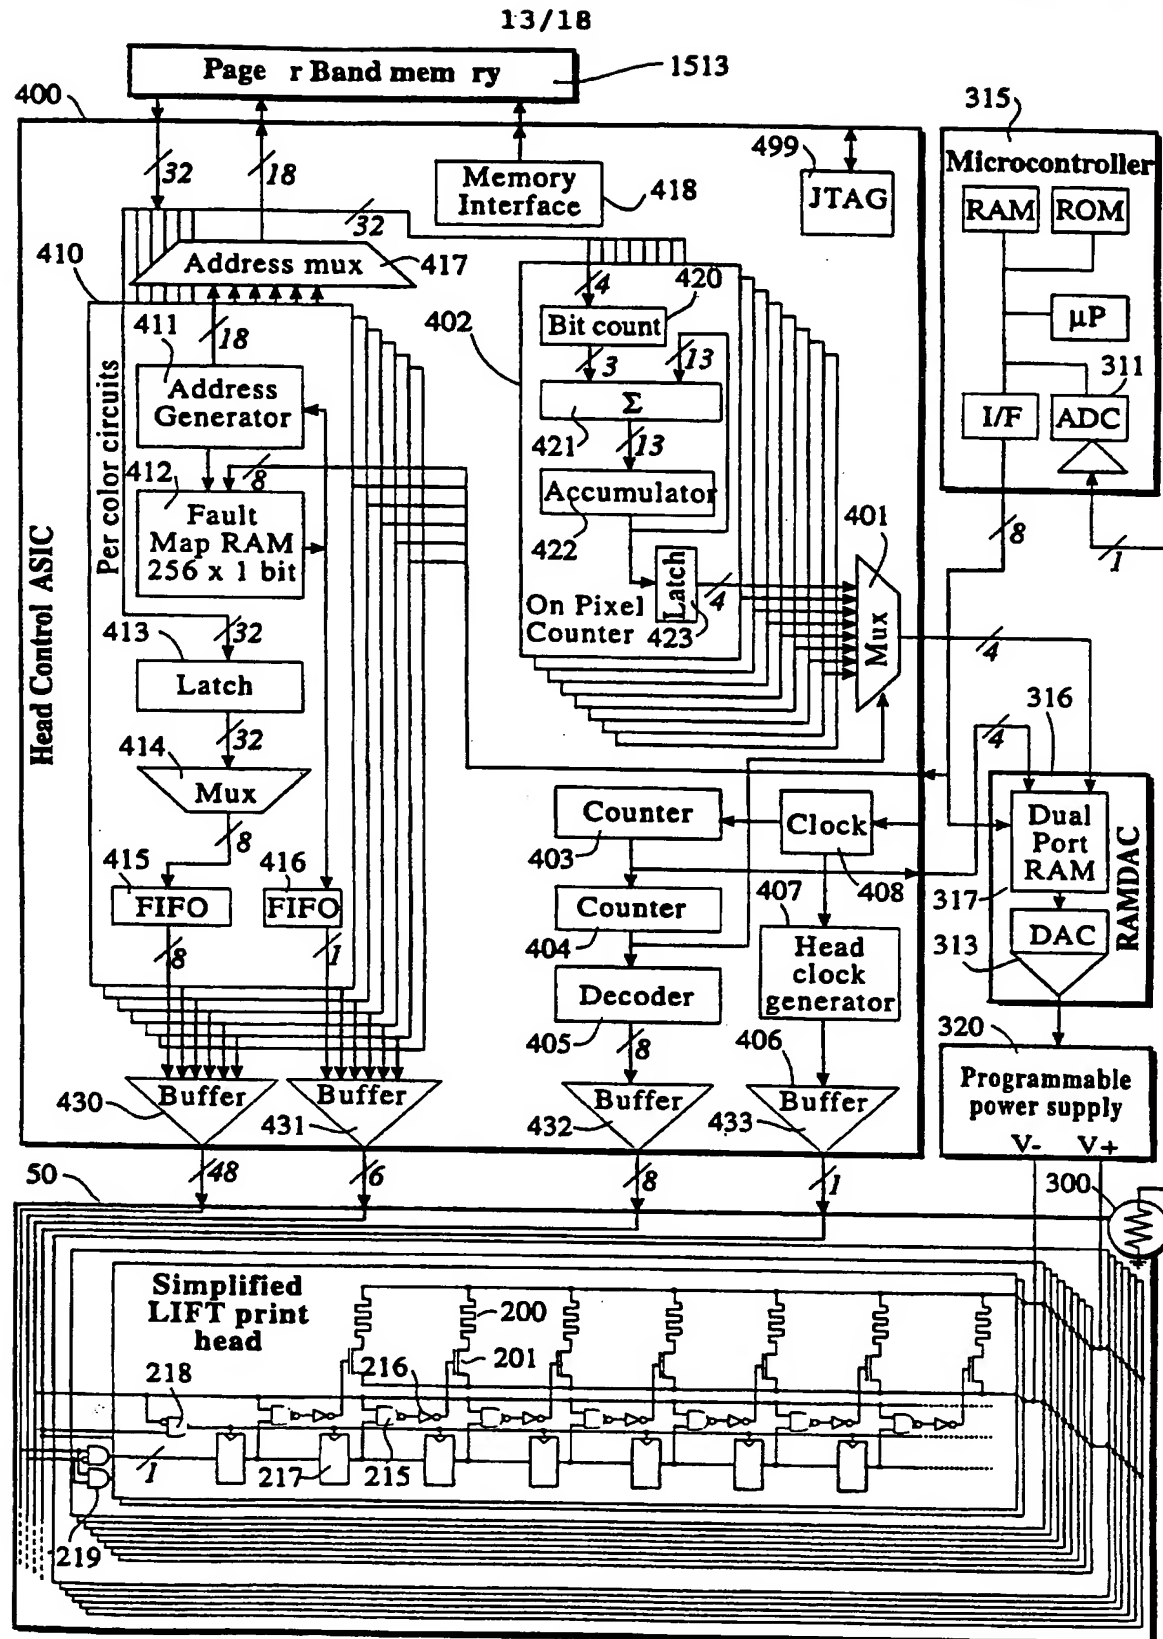 13/18
Page r Band mem ry
1513
400
32
18
Memory
Interface
418
499
JTAG
315
Microcontroller
RAM
ROM
µP
311
I/F
ADC
8
1
32
410
Address mux
417
411
18
Address
Generator
412
8
Fault
Map RAM
256 x 1 bit
Per color circuits
Head Control ASIC
413
32
Latch
414
32
Mux
8
415
FIFO
416
FIFO
8
1
402
4
420
Bit count
3
13
Σ
421
13
Accumulator
422
Latch
4
On Pixel
Counter
423
401
Mux
4
316
4
Dual
Port
RAM
317
DAC
313
RAMDAC
Counter
403
Clock
408
Counter
404
407
Head
clock
generator
Decoder
405
8
406
430
Buffer
Buffer
431
Buffer
432
Buffer
433
320
Programmable
power supply
V-
V+
48
6
8
1
50
300
Simplified
LIFT print
head
200
201
218
216
1
217
215
219